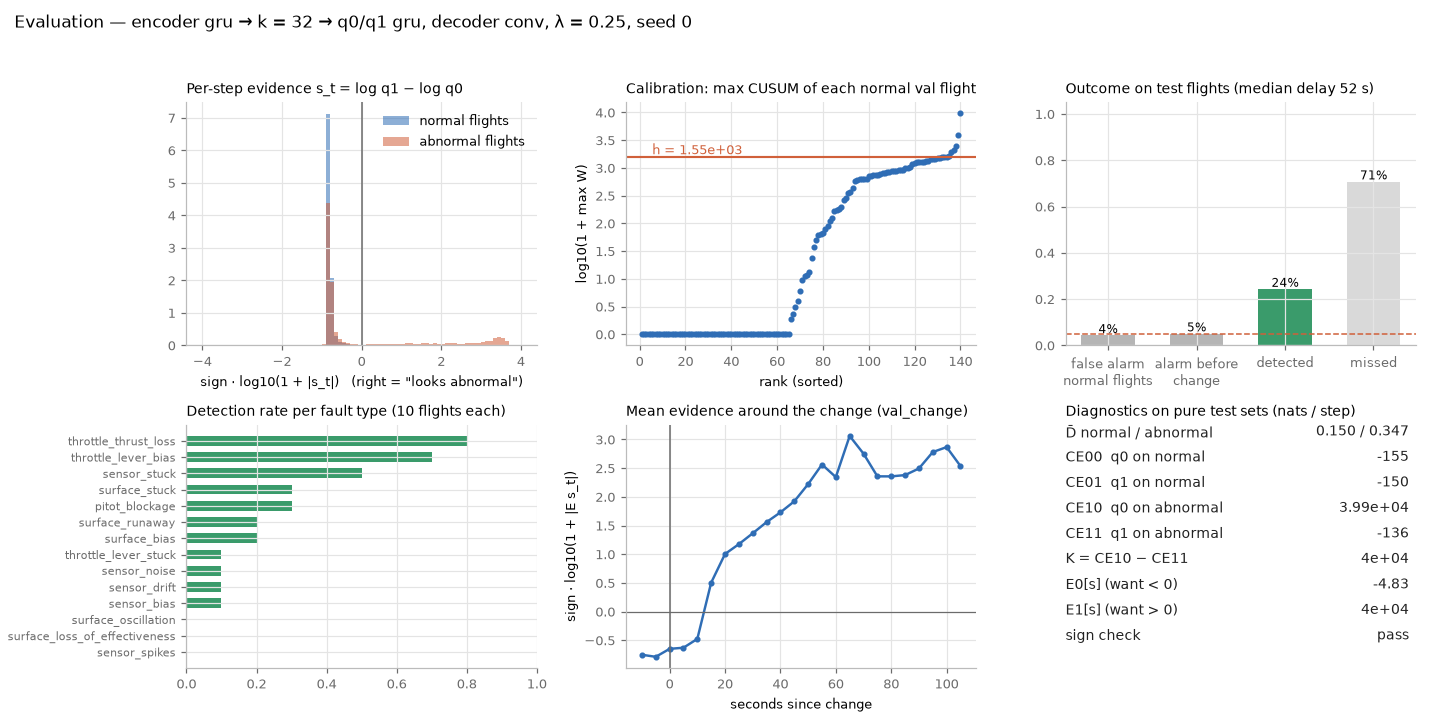 Evaluation — encoder gru → k = 32 → q0/q1 gru, decoder conv, λ = 0.25, seed 0
Per-step evidence s_t = log q1 − log q0
7
6
5
4
3
2
1
0
−4
−2
0
2
4
normal flights
abnormal flights
sign · log10(1 + |s_t|) (right = "looks abnormal")
Calibration: max CUSUM of each normal val flight
log10(1 + max W)
4.0
3.5
3.0
2.5
2.0
1.5
1.0
0.5
0.0
h = 1.55e+03
0
20
40
60
80
100
120
140
rank (sorted)
Outcome on test flights (median delay 52 s)
1.0
0.8
0.6
0.4
0.2
0.0
4%
5%
24%
71%
false alarm
normal flights
alarm before
change
detected
missed
Detection rate per fault type (10 flights each)
throttle_thrust_loss
throttle_lever_bias
sensor_stuck
surface_stuck
pitot_blockage
surface_runaway
surface_bias
throttle_lever_stuck
sensor_noise
sensor_drift
sensor_bias
surface_oscillation
surface_loss_of_effectiveness
sensor_spikes
0.0
0.2
0.4
0.6
0.8
1.0
Mean evidence around the change (val_change)
sign · log10(1 + |E s_t|)
3.0
2.5
2.0
1.5
1.0
0.5
0.0
−0.5
0
20
40
60
80
100
seconds since change
Diagnostics on pure test sets (nats / step)
D̄ normal / abnormal 0.150 / 0.347
CE00 q0 on normal -155
CE01 q1 on normal -150
CE10 q0 on abnormal 3.99e+04
CE11 q1 on abnormal -136
K = CE10 − CE11 4e+04
E0[s] (want < 0) -4.83
E1[s] (want > 0) 4e+04
sign check pass